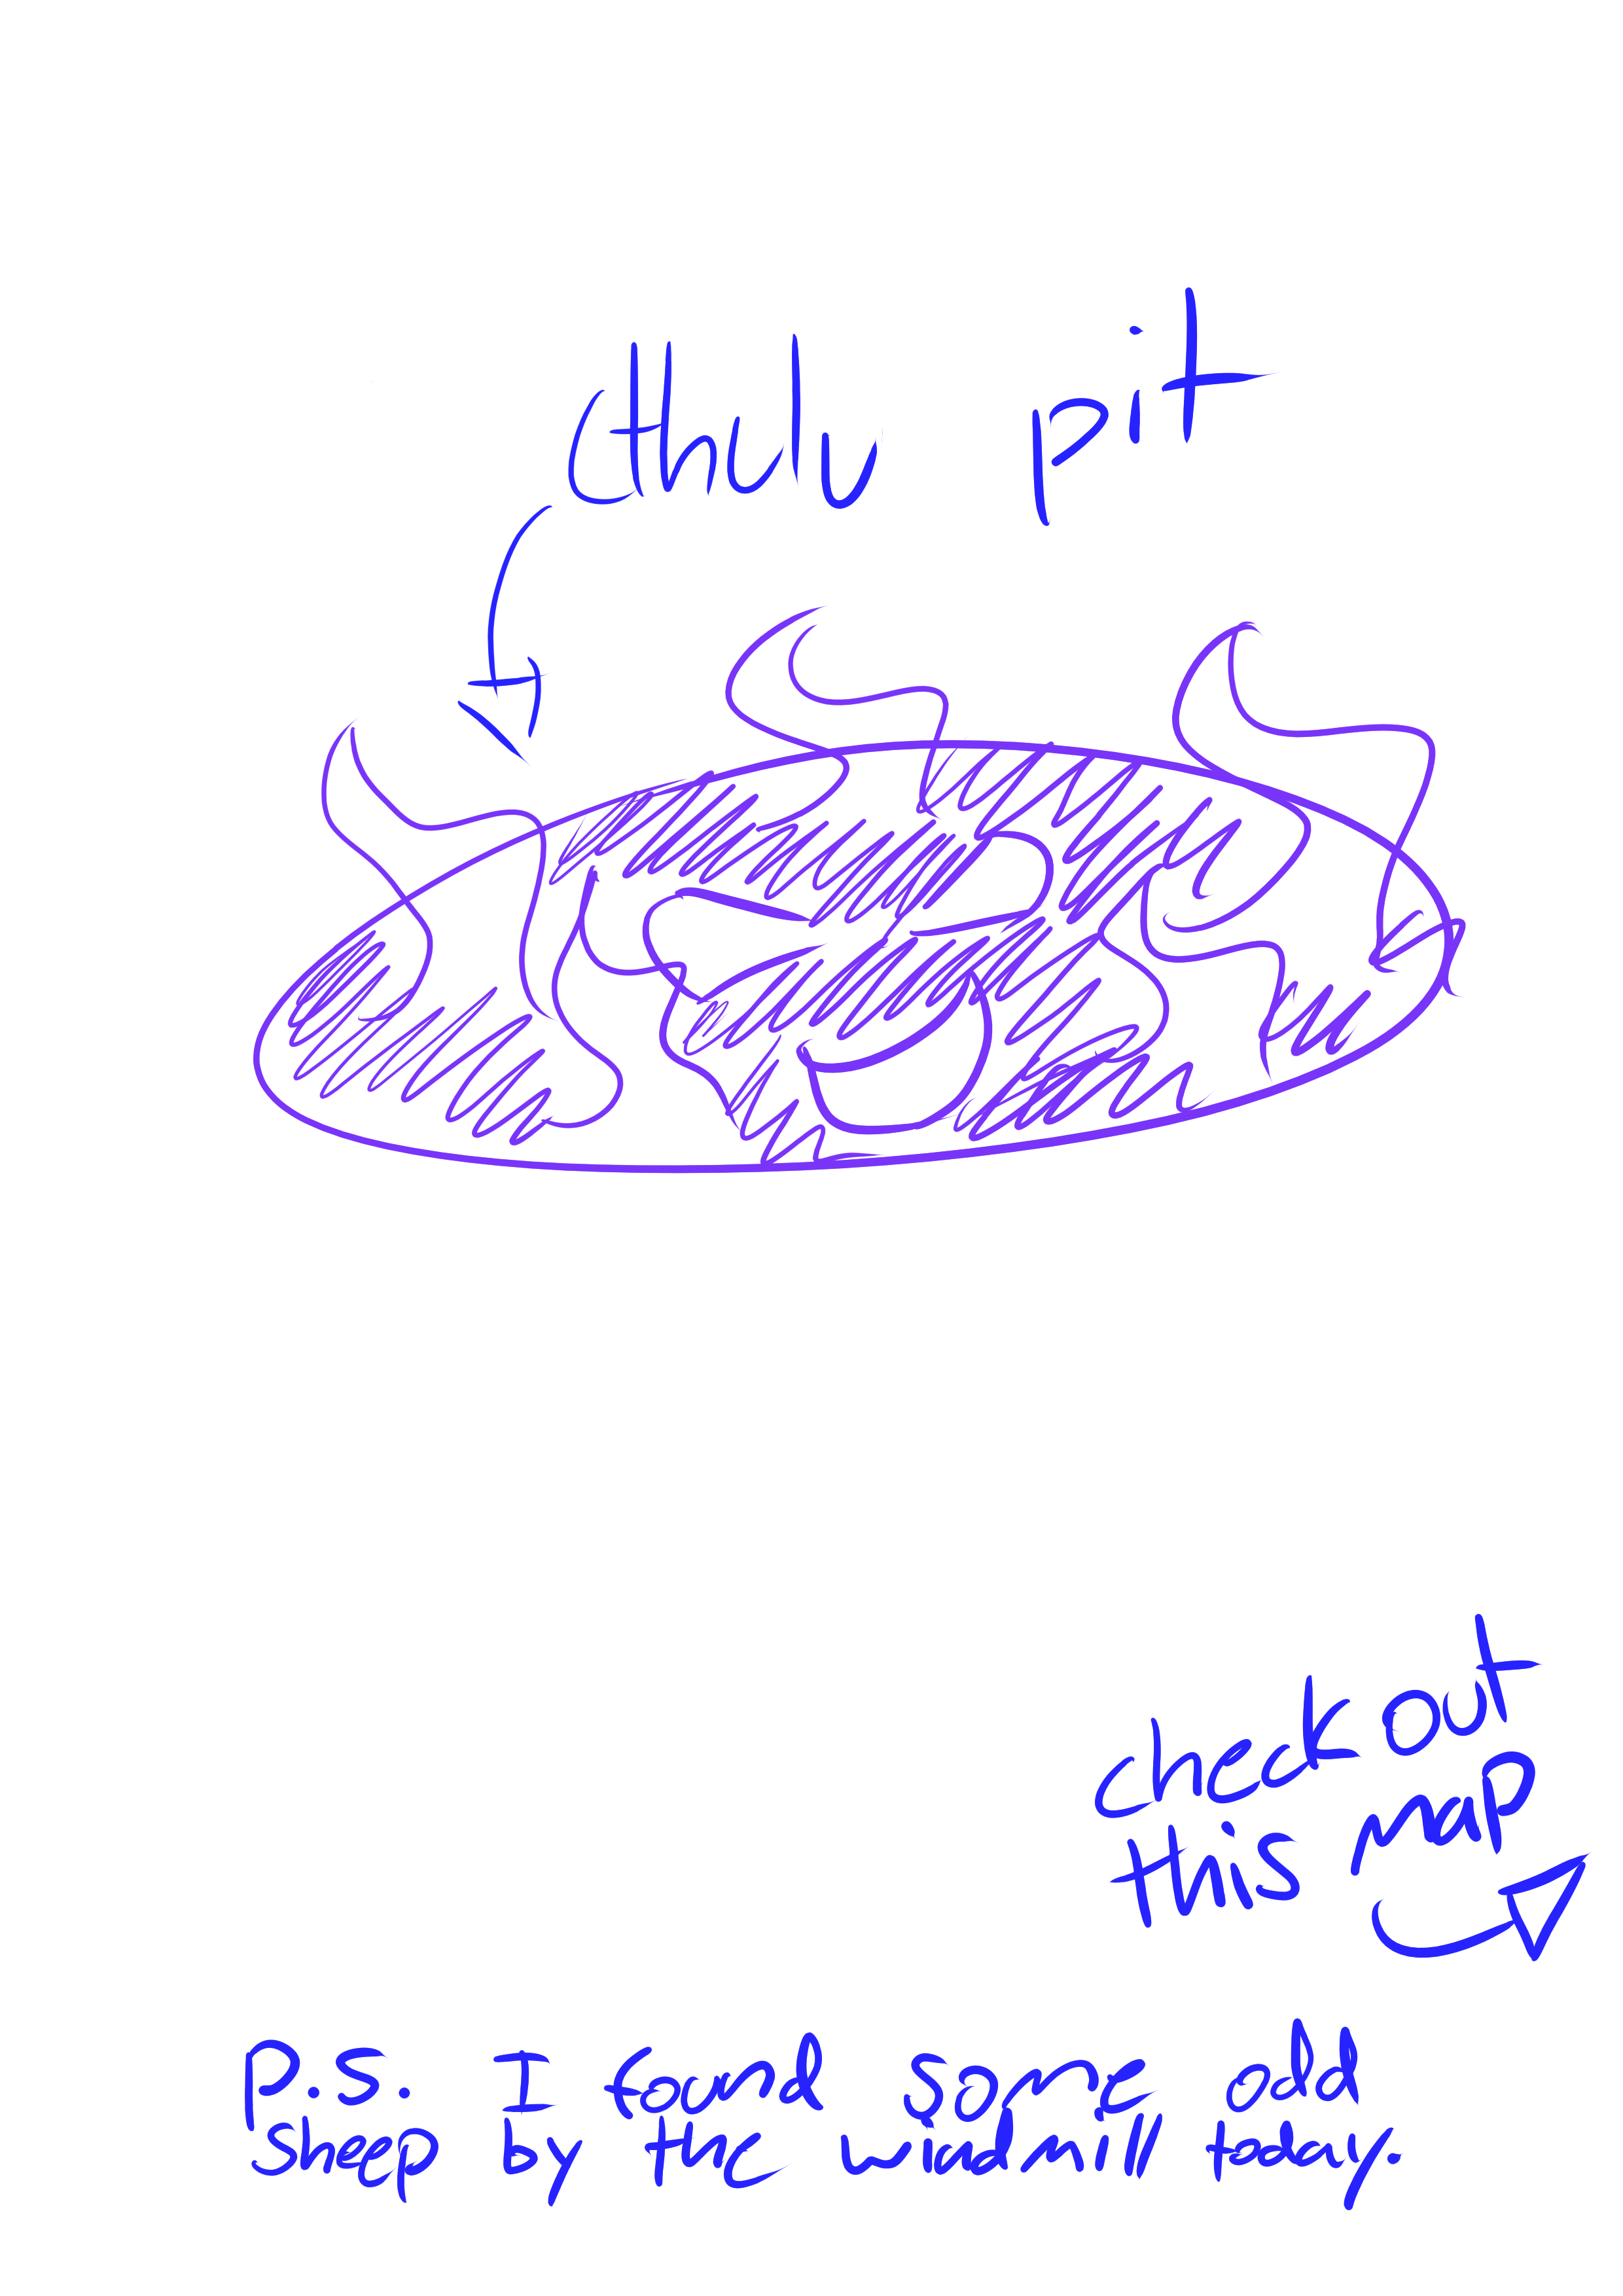 cthulu pit
check out
this map
P.S. I found some odd
sheep by the windmill today.